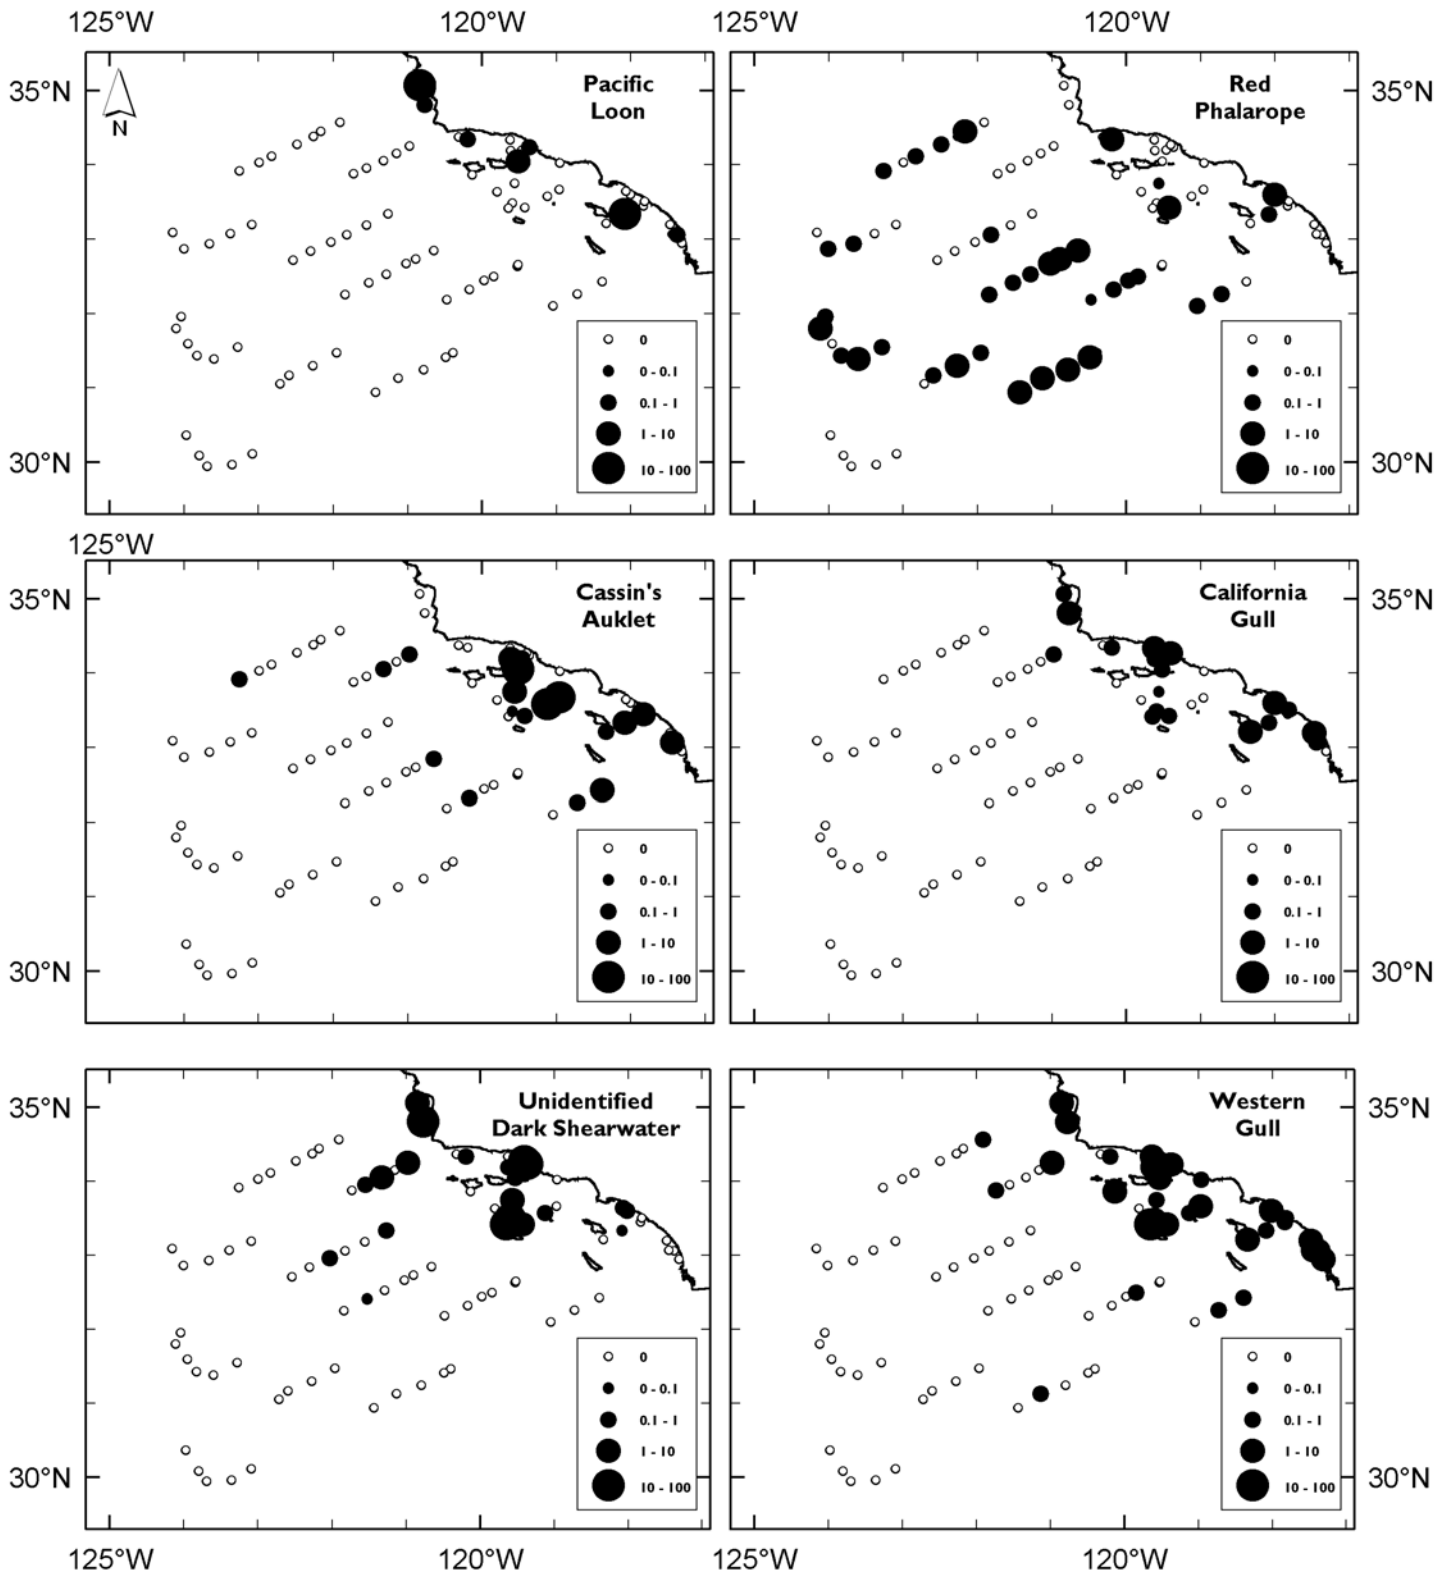 125°W 120°W 125°W 120°W
35°N 35°N
N
Pacific
Loon
Red
Phalarope
0
0 - 0.1
0.1 - 1
1 - 10
10 - 100
0
0 - 0.1
0.1 - 1
1 - 10
10 - 100
30°N 30°N
125°W
35°N 35°N
Cassin's
Auklet
California
Gull
0
0 - 0.1
0.1 - 1
1 - 10
10 - 100
0
0 - 0.1
0.1 - 1
1 - 10
10 - 100
30°N 30°N
35°N 35°N
Unidentified
Dark Shearwater
Western
Gull
0
0 - 0.1
0.1 - 1
1 - 10
10 - 100
0
0 - 0.1
0.1 - 1
1 - 10
10 - 100
30°N 30°N
125°W 120°W 125°W 120°W